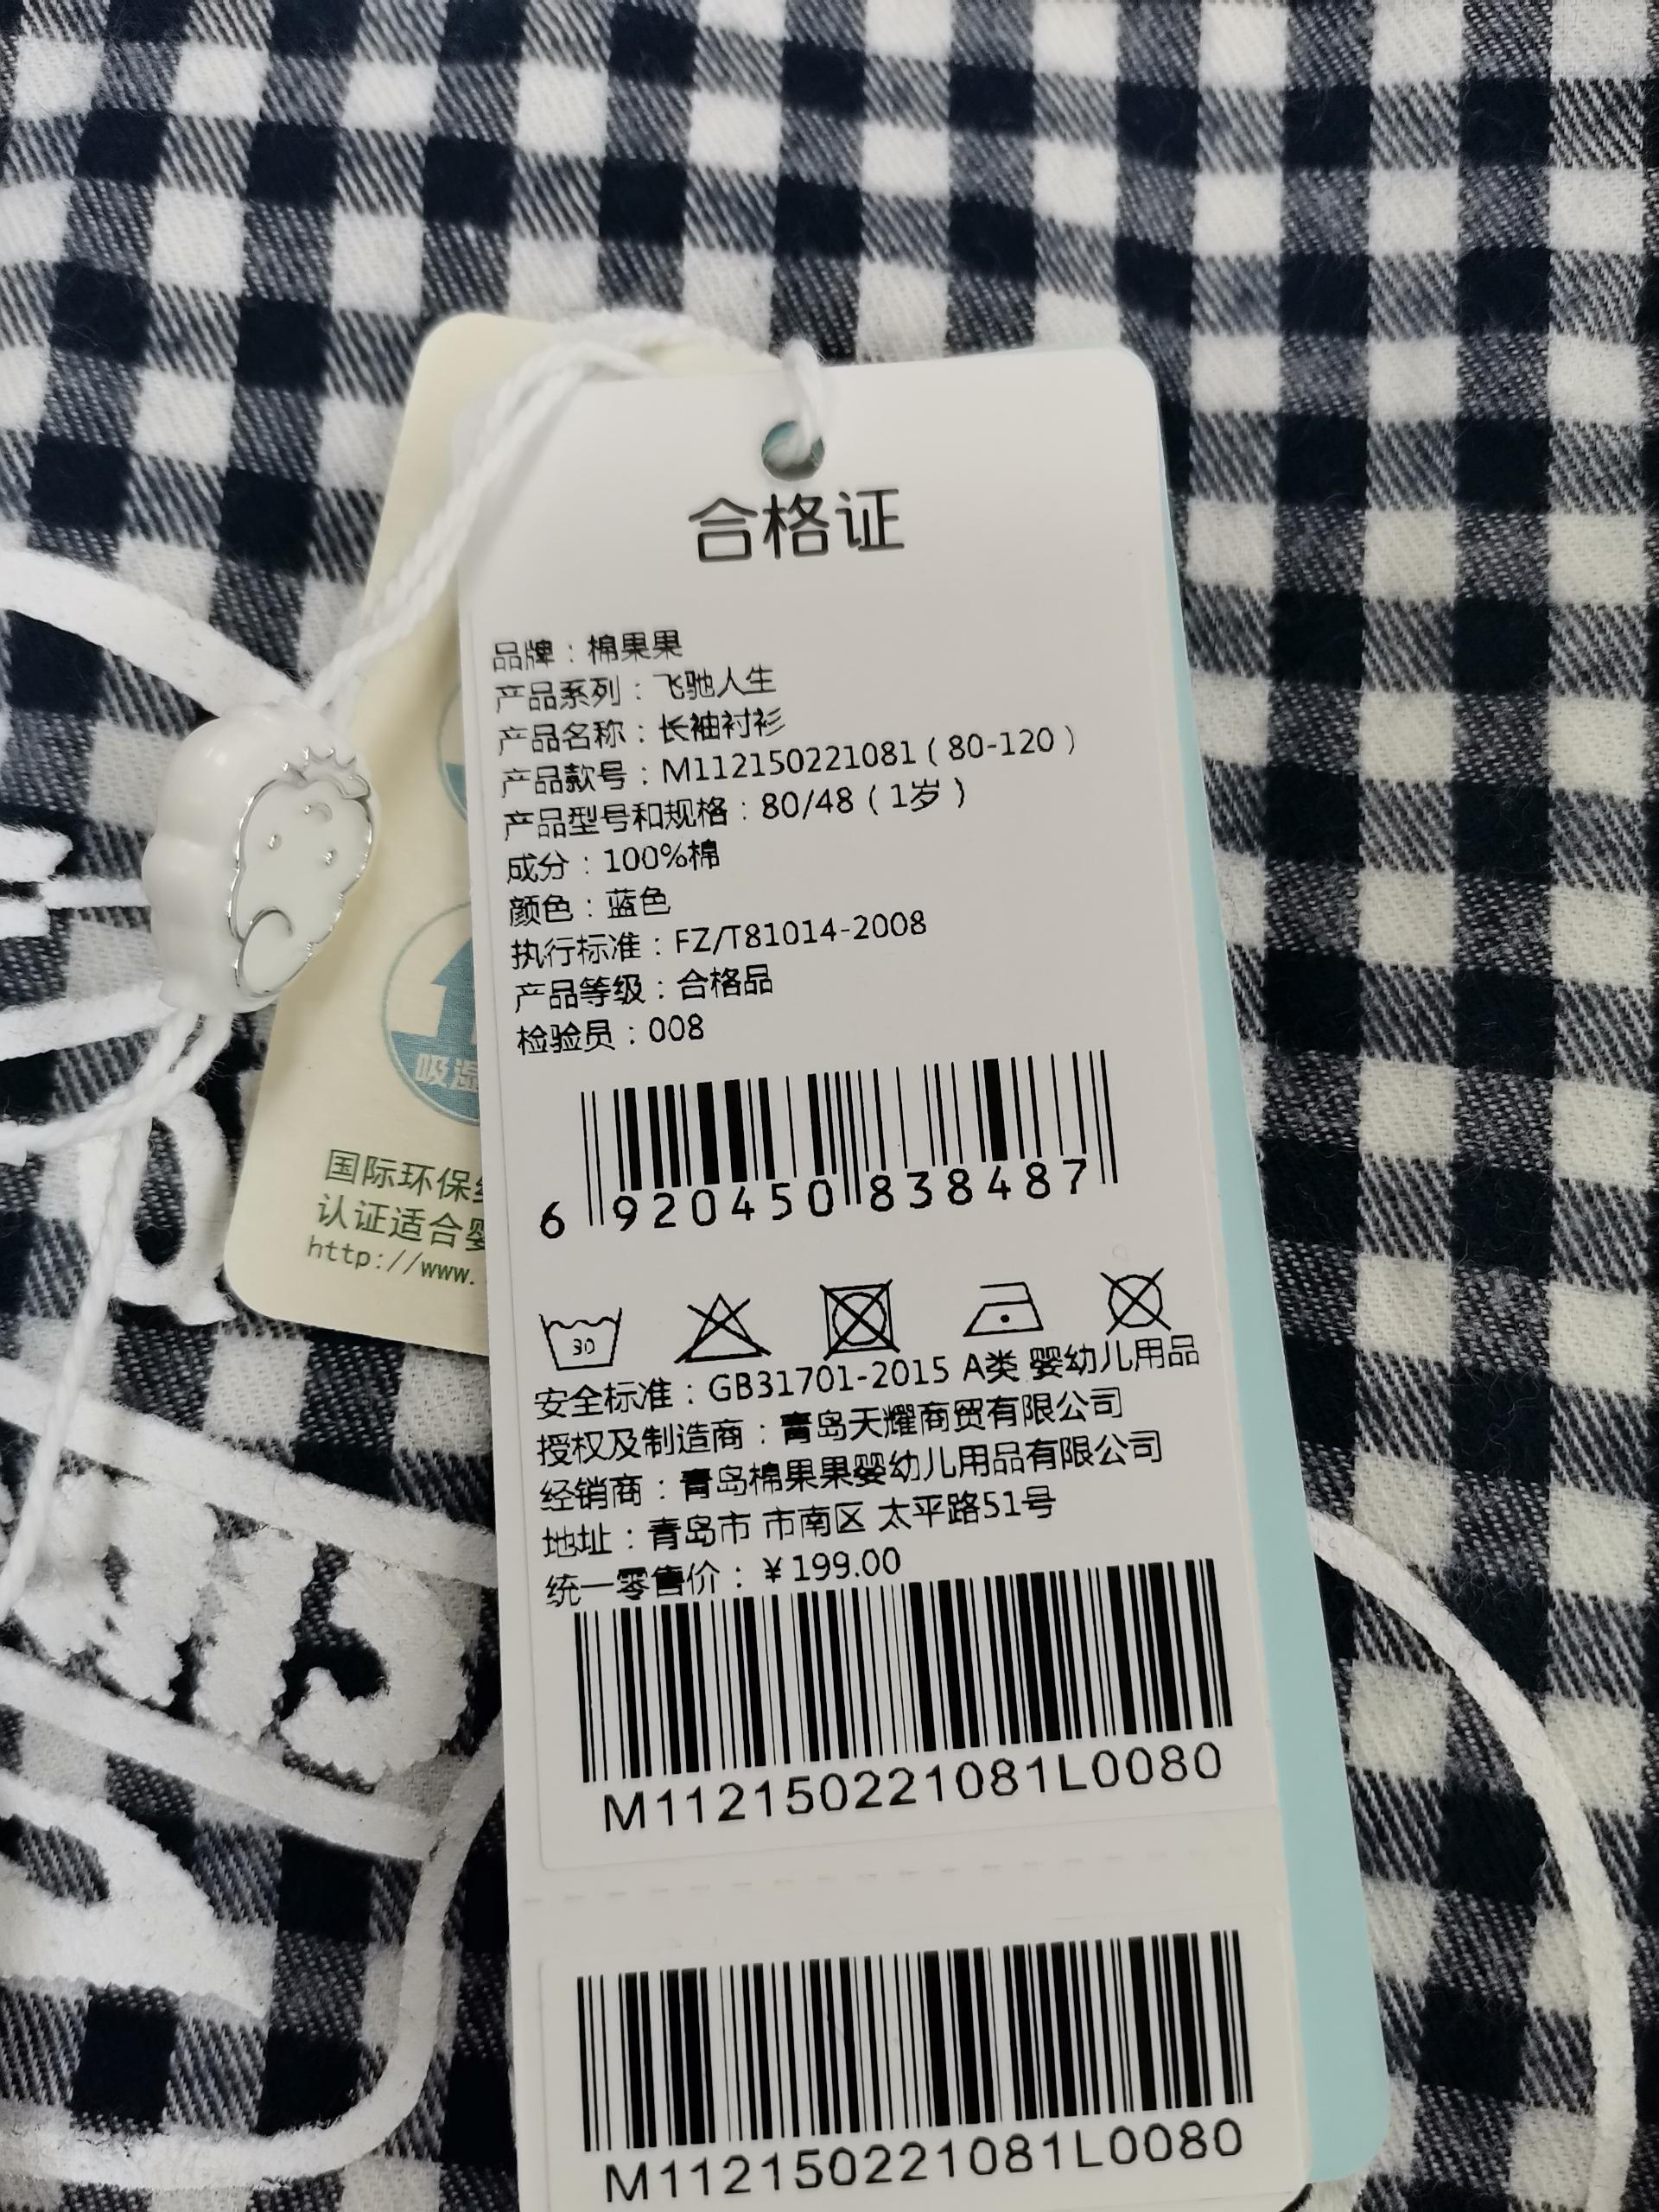 合格证
品牌：棉果果
产品系列：飞驰人生
产品名称：长袖衬衫
产品款号：M112150221081（80-120）
产品型号和规格：80/48（1岁）
成分：100%棉
颜色：蓝色
执行标准：FZ/T81014-2008
产品等级：合格品
检验员：008
6 920450 838487
30
安全标准：GB31701-2015 A类 婴幼儿用品
授权及制造商：青岛天耀商贸有限公司
经销商：青岛棉果果婴幼儿用品有限公司
地址：青岛市 市南区 太平路51号
统一零售价：￥199.00
M112150221081L0080
M112150221081L0080
吸湿
国际环保
认证适合婴
http://www.